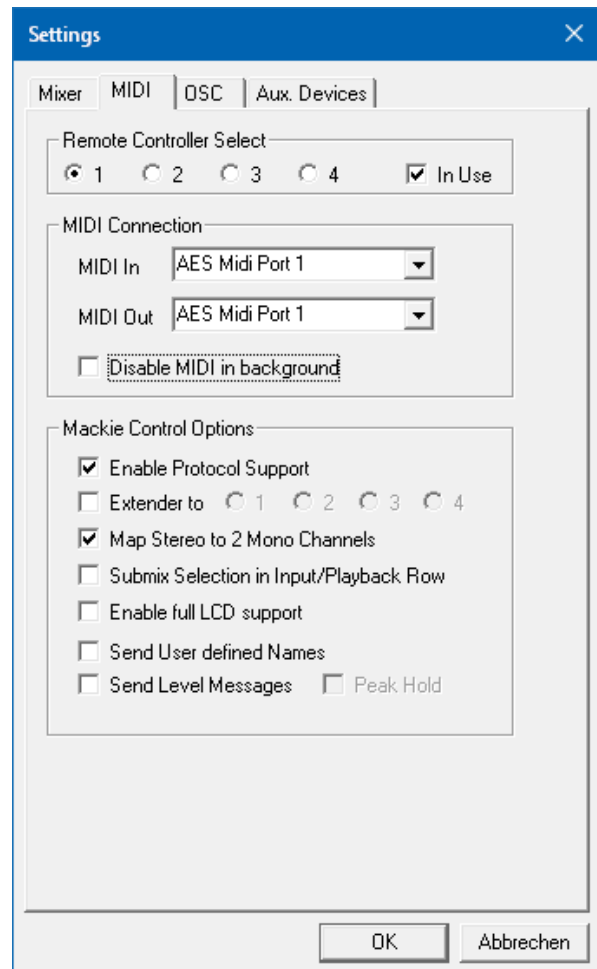 Settings
Mixer MIDI OSC Aux. Devices
Remote Controller Select
1 2 3 4 In Use
MIDI Connection
MIDI In AES Midi Port 1
MIDI Out AES Midi Port 1
Disable MIDI in background
Mackie Control Options
Enable Protocol Support
Extender to 1 2 3 4
Map Stereo to 2 Mono Channels
Submix Selection in Input/Playback Row
Enable full LCD support
Send User defined Names
Send Level Messages Peak Hold
OK Abbrechen